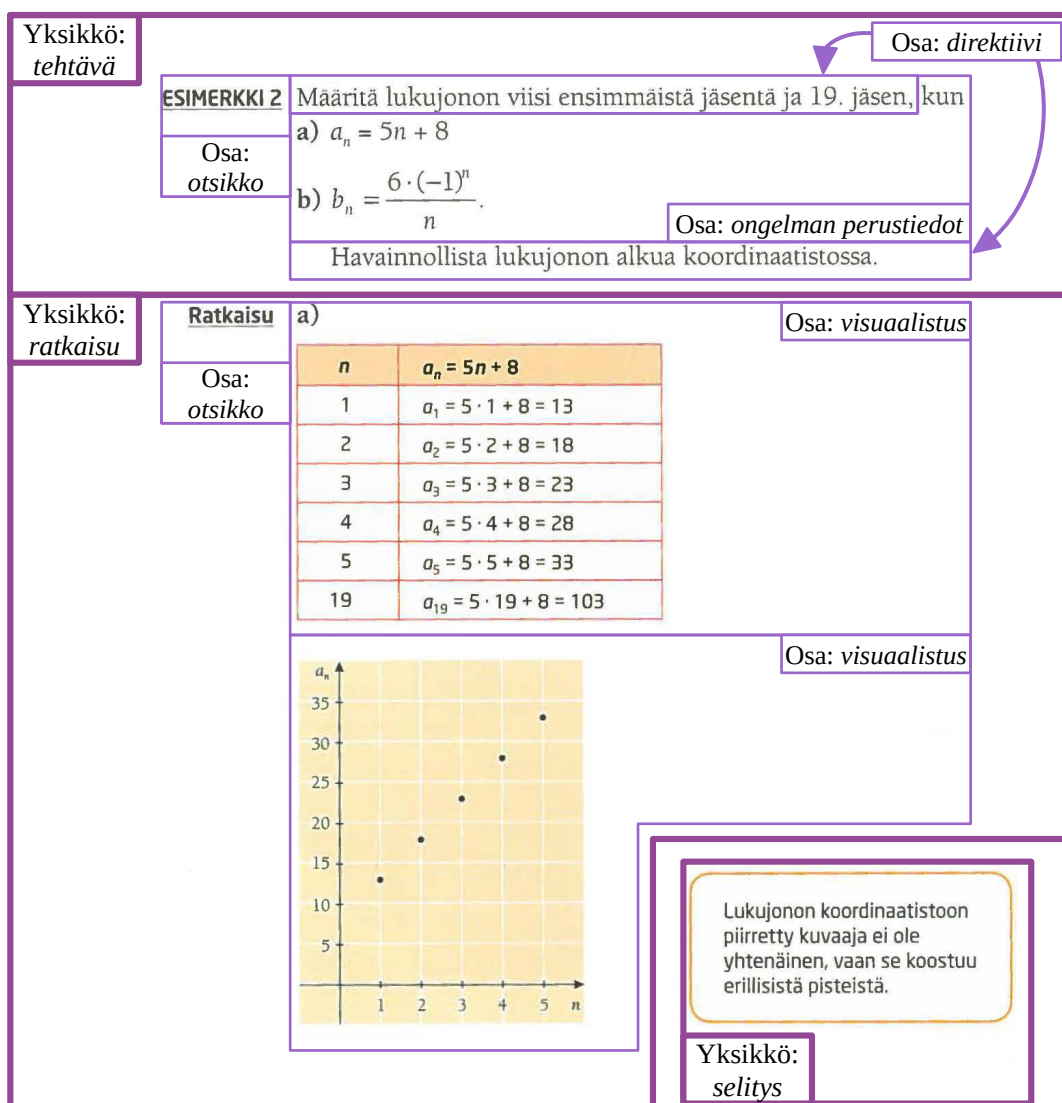 Yksikkö:
tehtävä
Osa: direktiivi
ESIMERKKI 2 Määritä lukujonon viisi ensimmäistä jäsentä ja 19. jäsen, kun
a) aₙ = 5n + 8
Osa:
otsikko
b) bₙ = 6·(−1)ⁿ / n.
Osa: ongelman perustiedot
Havainnollista lukujonon alkua koordinaatistossa.
Yksikkö:
ratkaisu
Ratkaisu a)
Osa: visuaalistus
Osa:
otsikko
n aₙ = 5n + 8
1 a₁ = 5 · 1 + 8 = 13
2 a₂ = 5 · 2 + 8 = 18
3 a₃ = 5 · 3 + 8 = 23
4 a₄ = 5 · 4 + 8 = 28
5 a₅ = 5 · 5 + 8 = 33
19 a₁₉ = 5 · 19 + 8 = 103
Osa: visuaalistus
aₙ
35
30
25
20
15
10
5
1 2 3 4 5 n
Lukujonon koordinaatistoon
piirretty kuvaaja ei ole
yhtenäinen, vaan se koostuu
erillisistä pisteistä.
Yksikkö:
selitys